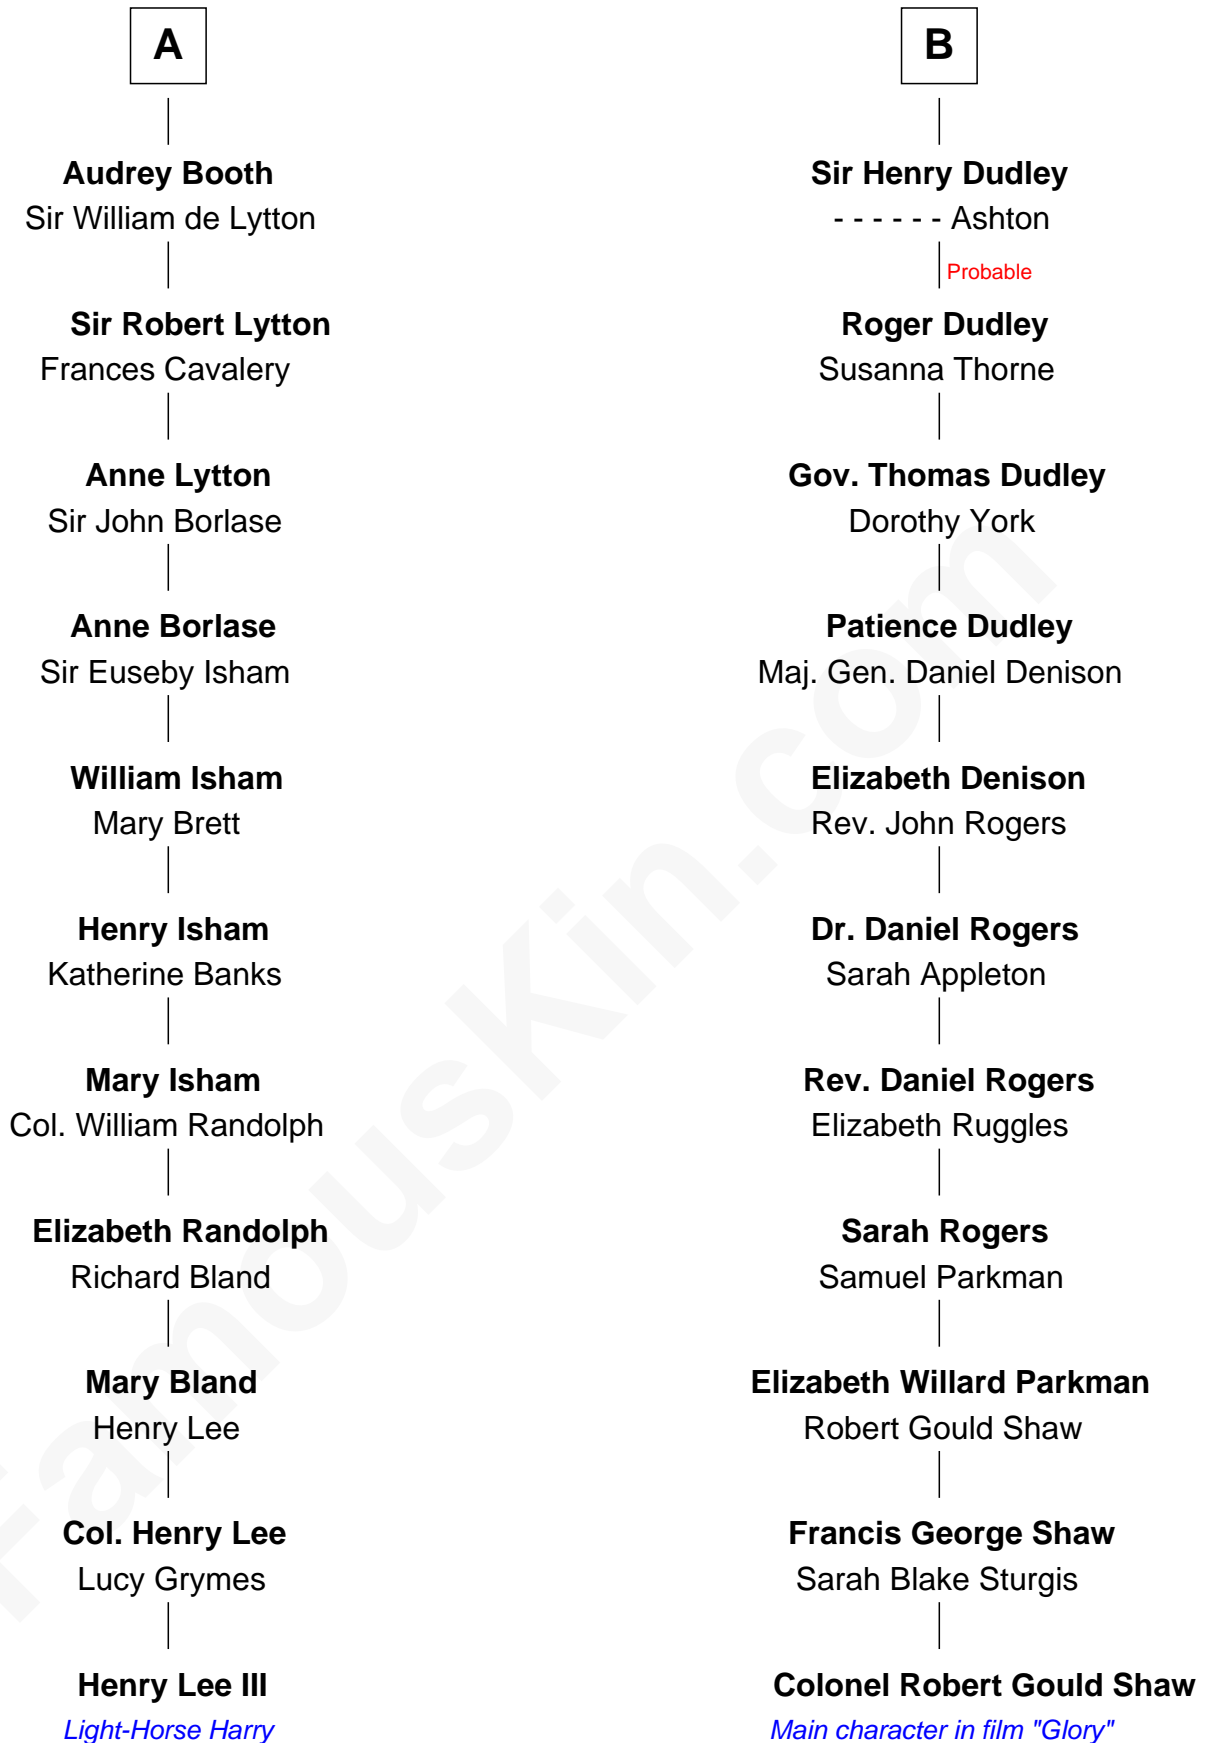 A
Audrey Booth
Sir William de Lytton
Sir Robert Lytton
Frances Cavalery
Anne Lytton
Sir John Borlase
Anne Borlase
Sir Euseby Isham
William Isham
Mary Brett
Henry Isham
Katherine Banks
Mary Isham
Col. William Randolph
Elizabeth Randolph
Richard Bland
Mary Bland
Henry Lee
Col. Henry Lee
Lucy Grymes
Henry Lee III
Light-Horse Harry
B
Sir Henry Dudley
- - - - - - Ashton
Probable
Roger Dudley
Susanna Thorne
Gov. Thomas Dudley
Dorothy York
Patience Dudley
Maj. Gen. Daniel Denison
Elizabeth Denison
Rev. John Rogers
Dr. Daniel Rogers
Sarah Appleton
Rev. Daniel Rogers
Elizabeth Ruggles
Sarah Rogers
Samuel Parkman
Elizabeth Willard Parkman
Robert Gould Shaw
Francis George Shaw
Sarah Blake Sturgis
Colonel Robert Gould Shaw
Main character in film "Glory"
FamousKin.com